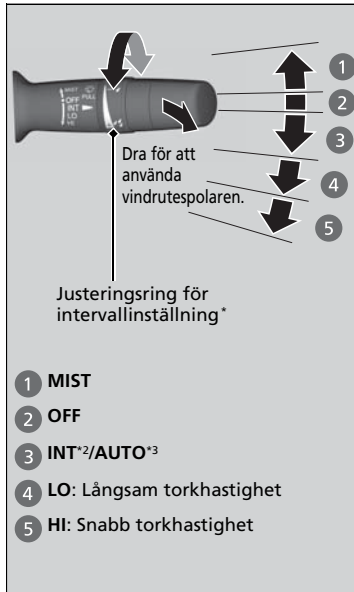 MIST
OFF PULL
INT
LO
HI
1
2
3
4
5
Dra för att
använda
vindrutespolaren.
Justeringsring för
intervallinställning*
1 MIST
2 OFF
3 INT*2/AUTO*3
4 LO: Långsam torkhastighet
5 HI: Snabb torkhastighet